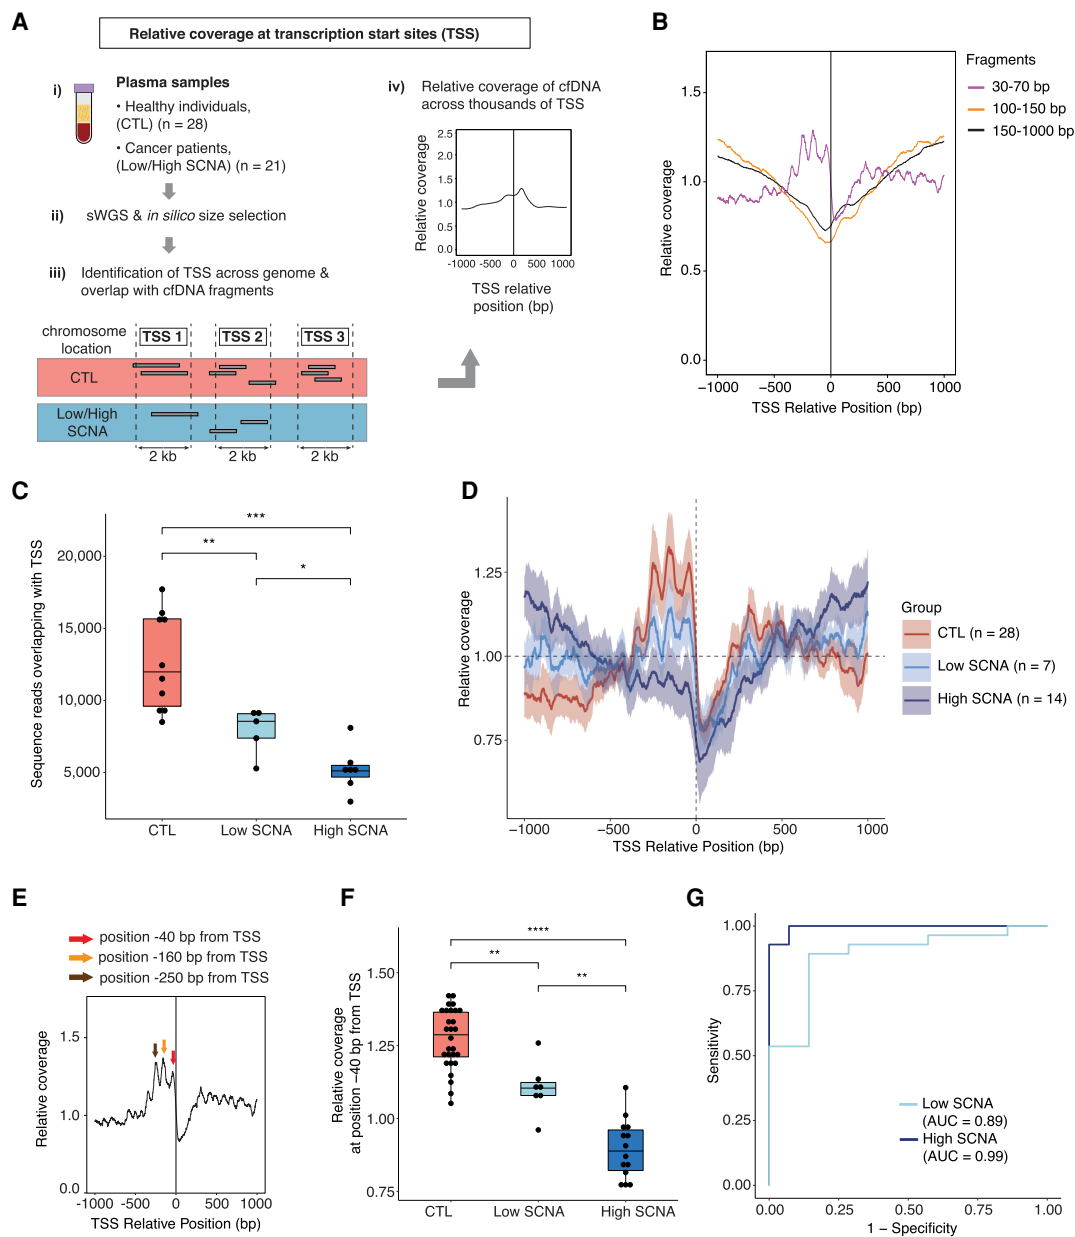 A
Relative coverage at transcription start sites (TSS)
i)
Plasma samples
• Healthy individuals,
(CTL) (n = 28)
• Cancer patients,
(Low/High SCNA) (n = 21)
ii)
sWGS & in silico size selection
iii)
Identification of TSS across genome &
overlap with cfDNA fragments
chromosome
location
TSS 1
TSS 2
TSS 3
CTL
Low/High
SCNA
2 kb
2 kb
2 kb
iv)
Relative coverage of cfDNA
across thousands of TSS
Relative coverage
2.5
2.0
1.5
1.0
0.5
0.0
-1000 -500 0 500 1000
TSS relative
position (bp)
B
Relative coverage
1.5
1.0
0.5
0.0
−1000 −500 0 500 1000
TSS Relative Position (bp)
Fragments
30-70 bp
100-150 bp
150-1000 bp
C
Sequence reads overlapping with TSS
20,000
15,000
10,000
5,000
***
**
*
CTL
Low SCNA
High SCNA
D
Relative coverage
1.25
1.00
0.75
−1000 −500 0 500 1000
TSS Relative Position (bp)
Group
CTL (n = 28)
Low SCNA (n = 7)
High SCNA (n = 14)
E
position -40 bp from TSS
position -160 bp from TSS
position -250 bp from TSS
Relative coverage
1.5
1.0
0.0
-1000 -500 0 500 1000
TSS Relative Position (bp)
F
Relative coverage
at position −40 bp from TSS
1.50
1.25
1.00
0.75
****
**
**
CTL
Low SCNA
High SCNA
G
Sensitivity
1.00
0.75
0.50
0.25
0.00
0.00 0.25 0.50 0.75 1.00
1 − Specificity
Low SCNA
(AUC = 0.89)
High SCNA
(AUC = 0.99)